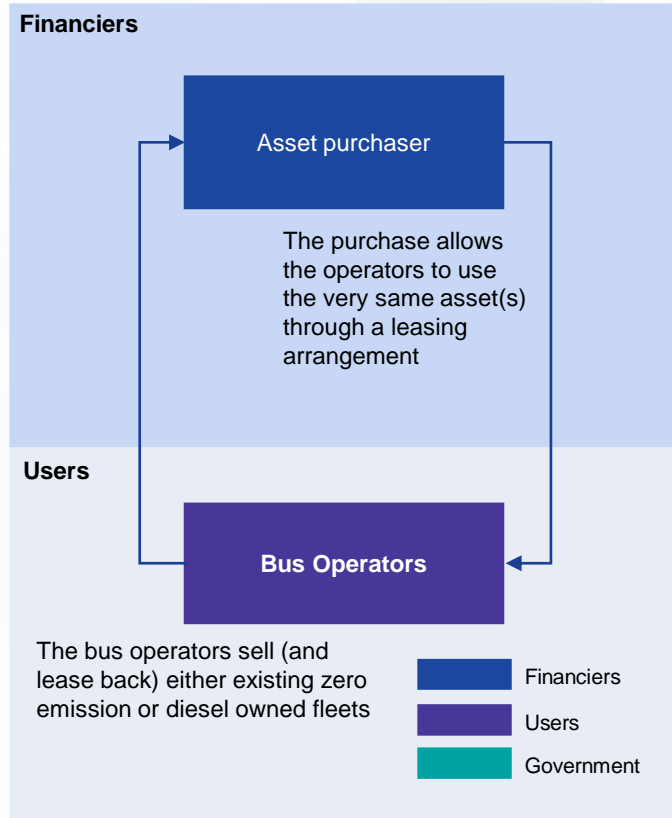 Financiers
Asset purchaser
The purchase allows
the operators to use
the very same asset(s)
through a leasing
arrangement
Users
Bus Operators
The bus operators sell (and
lease back) either existing zero
emission or diesel owned fleets
Financiers
Users
Government